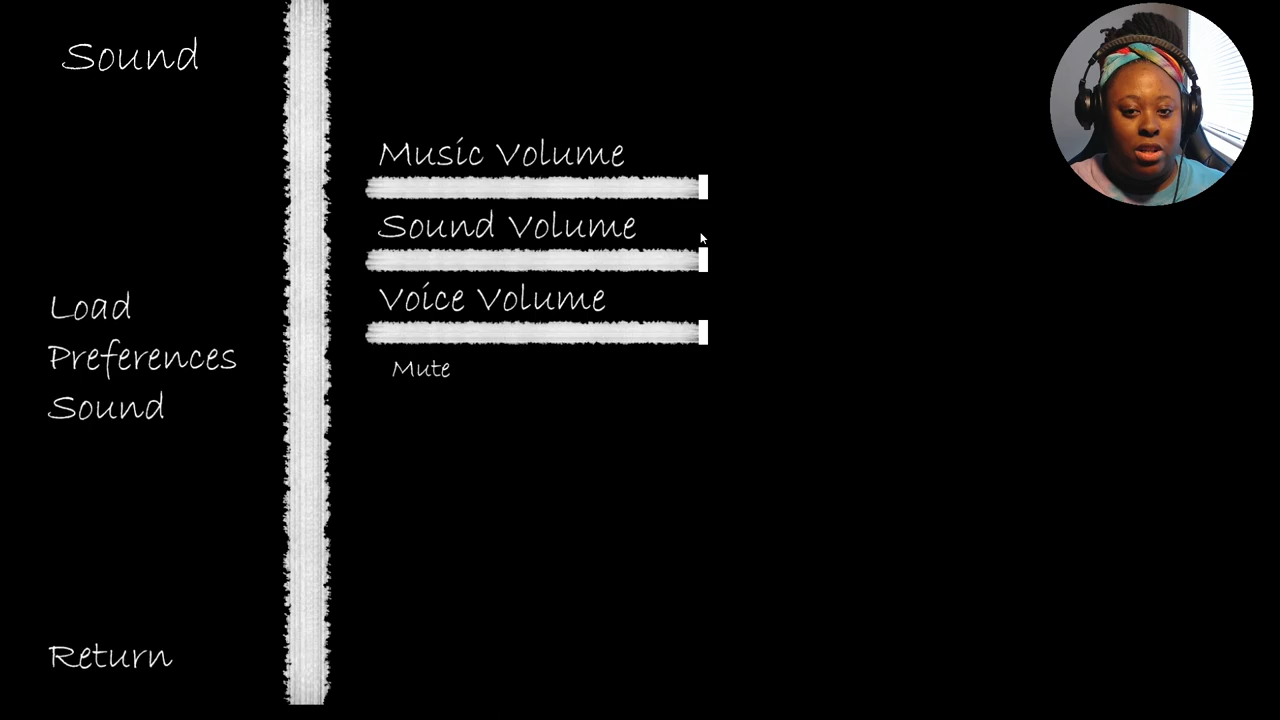 Sound
Music Volume
Sound Volume
Voice Volume
Mute
Load
Preferences
Sound
Return